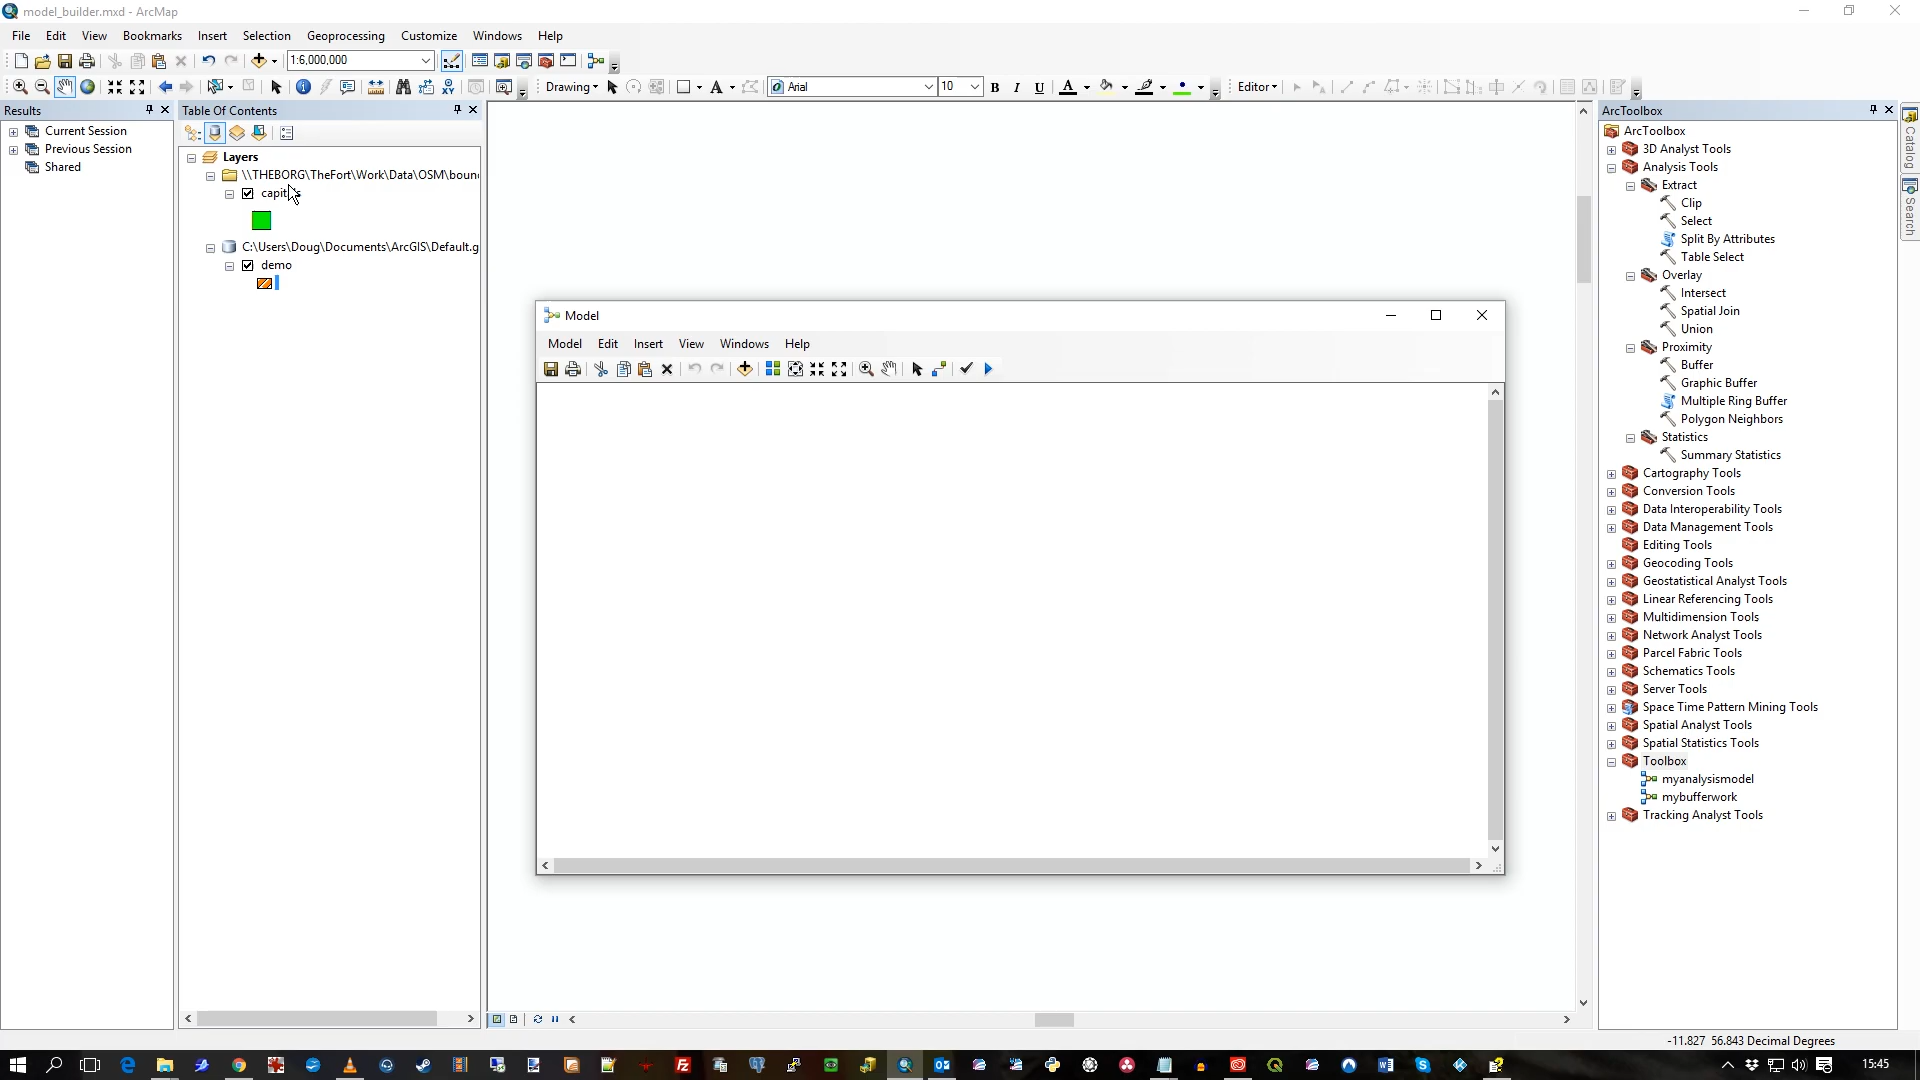 model_builder.mxd - ArcMap
File Edit View Bookmarks Insert Selection Geoprocessing Customize Windows Help
1:6,000,000
Drawing Arial 10 B I U A Editor
Results
Current Session
Previous Session
Shared
Table Of Contents
Layers
\\THEBORG\TheFort\Work\Data\OSM\boun
C:\Users\Doug\Documents\ArcGIS\Default.g
demo
Model
Model Edit Insert View Windows Help
ArcToolbox
ArcToolbox
3D Analyst Tools
Analysis Tools
Extract
Clip
Select
Split By Attributes
Table Select
Overlay
Intersect
Spatial Join
Union
Proximity
Buffer
Graphic Buffer
Multiple Ring Buffer
Polygon Neighbors
Statistics
Summary Statistics
Cartography Tools
Conversion Tools
Data Interoperability Tools
Data Management Tools
Editing Tools
Geocoding Tools
Geostatistical Analyst Tools
Linear Referencing Tools
Multidimension Tools
Network Analyst Tools
Parcel Fabric Tools
Schematics Tools
Server Tools
Space Time Pattern Mining Tools
Spatial Analyst Tools
Spatial Statistics Tools
Toolbox
myanalysismodel
mybufferwork
Tracking Analyst Tools
Catalog
Search
-11.827 56.843 Decimal Degrees
15:45